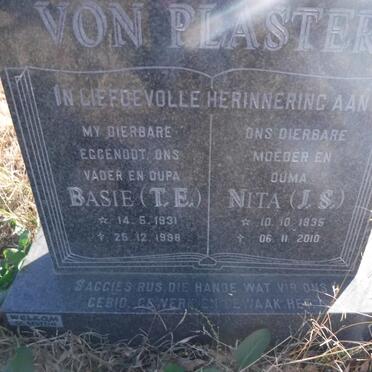 VON PLASTER
IN LIEFDEVOLLE HERINNERING AAN
MY DIERBARE
EGGENOOT, ONS
VADER EN OUPA
BASIE (T.E.)
☆ 14.5.1931
✝ 25.12.1998
ONS DIERBARE
MOEDER EN
OUMA
NITA (J.S.)
☆ 10.10.1935
✝ 06.11.2010
SAGGIES RUS DIE HANDE WAT VIR ONS
GEBID, GEWERK EN GEWAAK HET
WELKOM